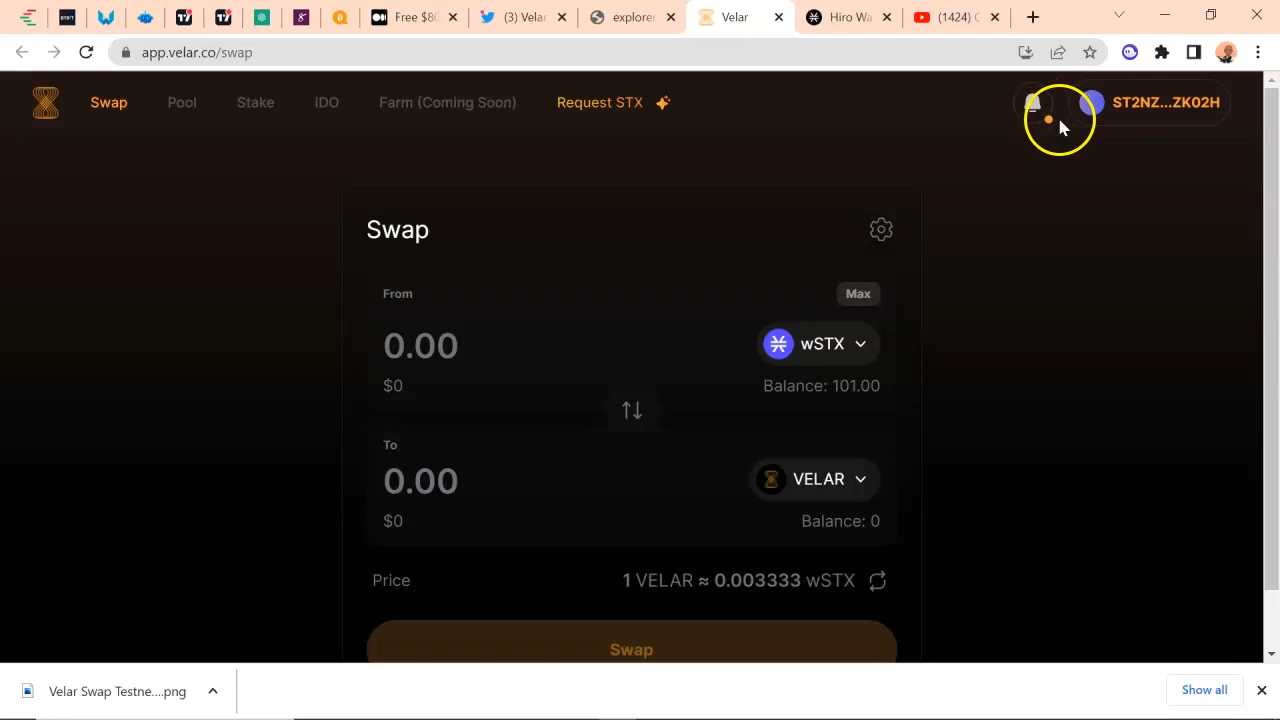 Free $80
(3) Velar
explorer
Velar
Hiro Wa
(1424) C
app.velar.co/swap
Swap
Pool
Stake
IDO
Farm (Coming Soon)
Request STX
ST2NZ...ZK02H
Swap
From
Max
0.00
wSTX
$0
Balance: 101.00
To
0.00
VELAR
$0
Balance: 0
Price
1 VELAR ≈ 0.003333 wSTX
Swap
Velar Swap Testne....png
Show all